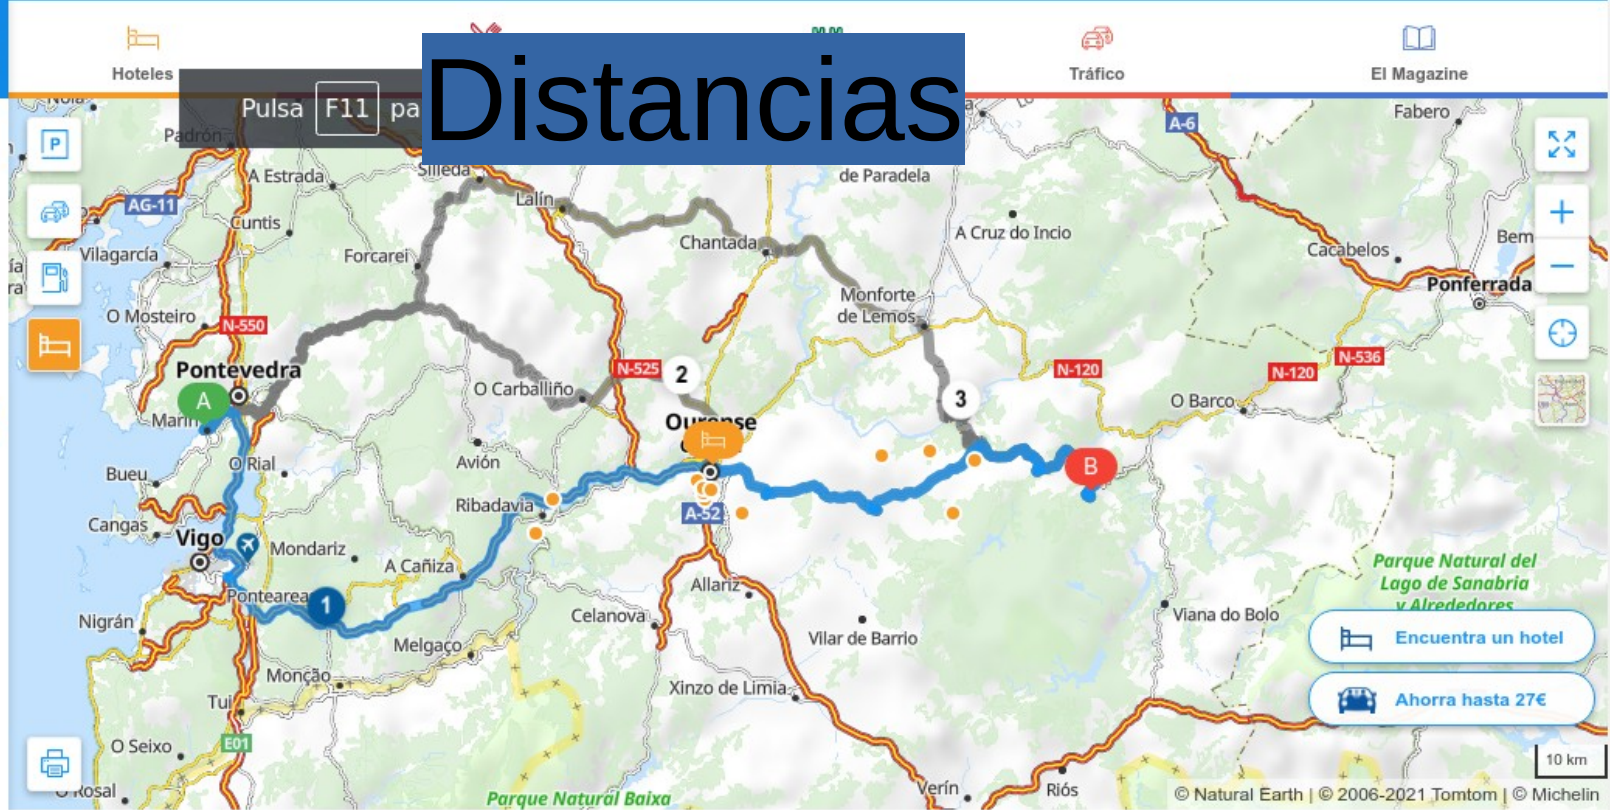 Hoteles
Tráfico
El Magazine
Pulsa F11 pa
Distancias
Padrón
A-6
Fabero
P
A Estrada
Silleda
de Paradela
AG-11
Cuntis
Lalín
A Cruz do Incio
Vilagarcía
Forcarei
Chantada
Cacabelos
Bem
Ponferrada
O Mosteiro
N-550
Monforte
de Lemos
N-536
Pontevedra
N-525
2
N-120
N-120
A
O Carballiño
3
O Barco
Marín
Ourense
B
Bueu
O Rial
Avión
Ribadavia
A-52
Cangas
Vigo
Mondariz
A Cañiza
Parque Natural del
Lago de Sanabria
y Alrededores
Ponteareas
1
Allariz
Nigrán
Celanova
Viana do Bolo
Melgaço
Vilar de Barrio
Encuentra un hotel
Monção
Xinzo de Limia
Ahorra hasta 27€
Tui
E01
O Seixo
10 km
O Rosal
Parque Natural Baixa
Verín
Riós
© Natural Earth | © 2006-2021 Tomtom | © Michelin